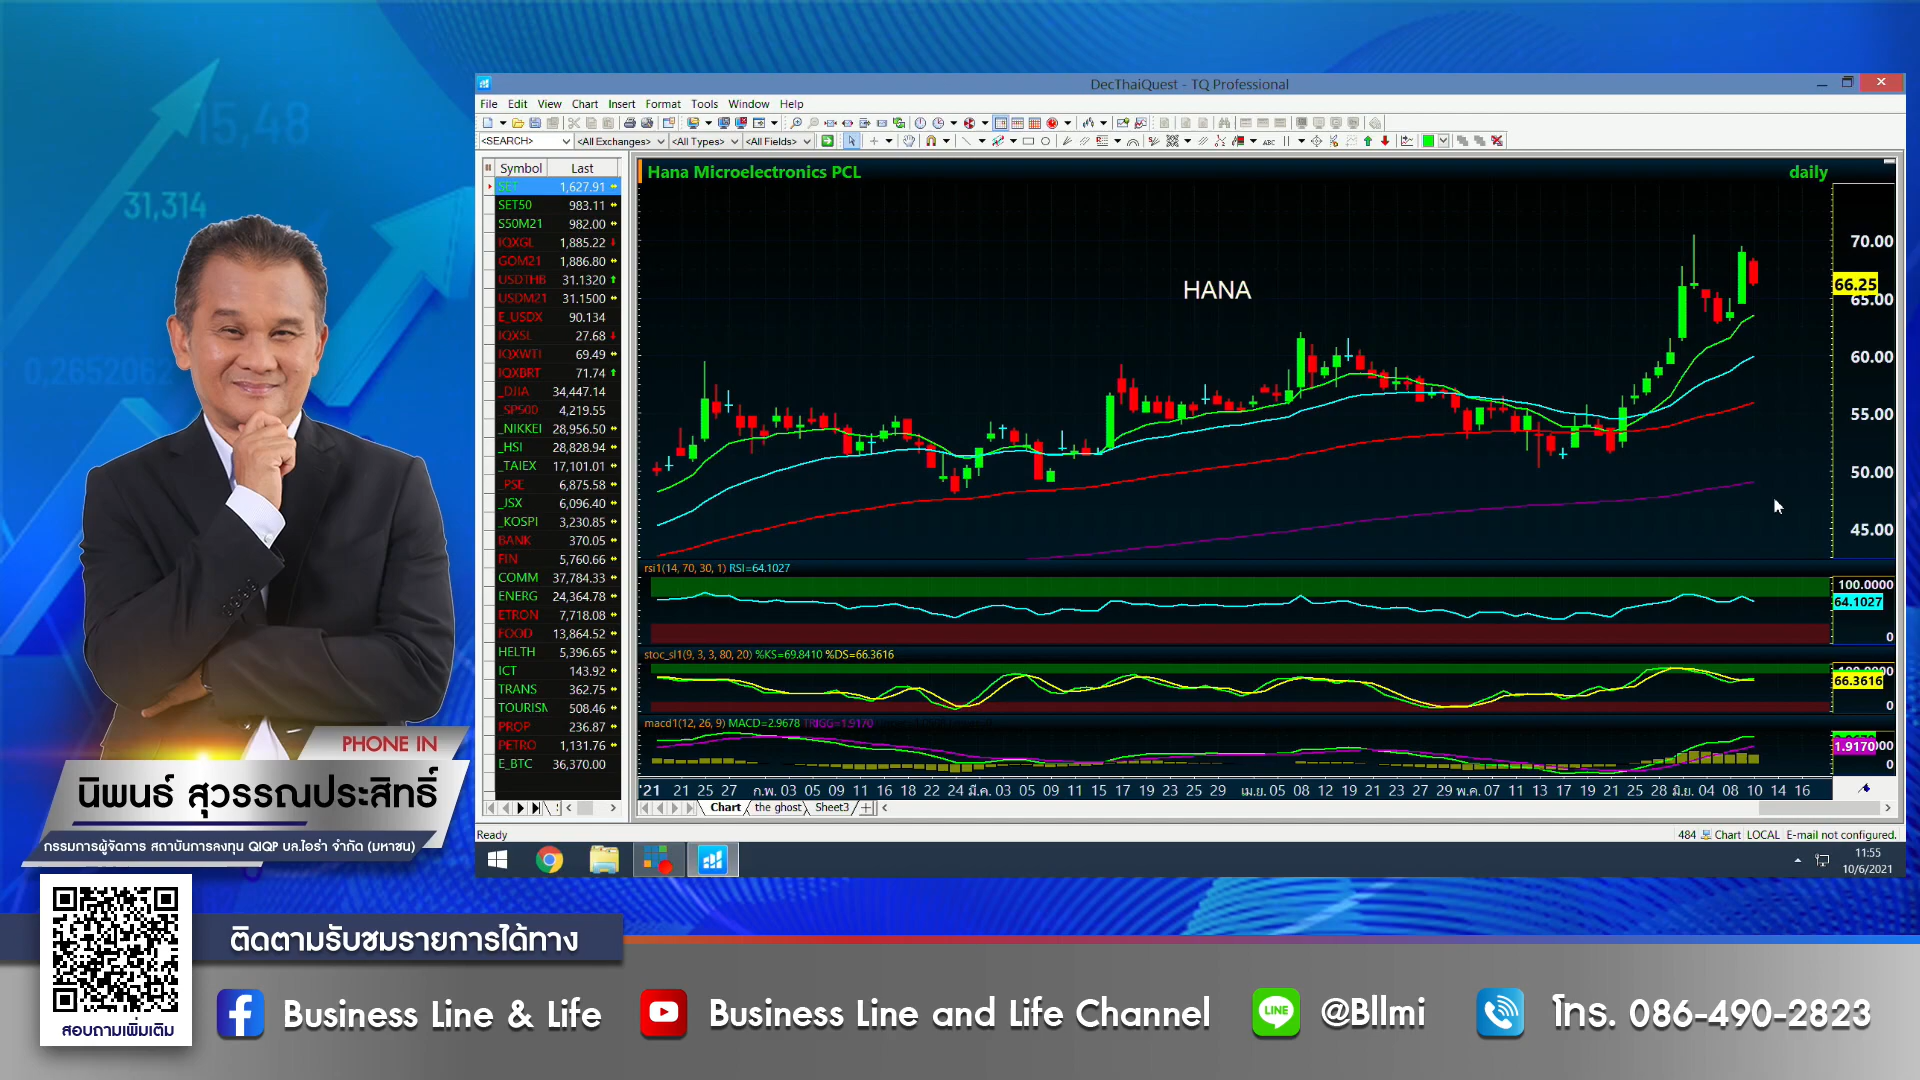 15,48
31,314
0,2652062
PHONE IN
นิพนธ์ สุวรรณประสิทธิ์
กรรมการผู้จัดการ สถาบันการลงทุน QIQP บล.ไอร่า จำกัด (มหาชน)
DecThaiQuest - TQ Professional
File Edit View Chart Insert Format Tools Window Help
<SEARCH> <All Exchanges> <All Types> <All Fields>
Symbol Last
SET 1,627.91
SET50 983.11
S50M21 982.00
IQXGL 1,885.22
GOM21 1,886.80
USDTHB 31.1320
USDM21 31.1500
E_USDX 90.134
IQXSL 27.68
IQXWTI 69.49
IQXBRT 71.74
_DJIA 34,447.14
_SP500 4,219.55
_NIKKEI 28,956.50
_HSI 28,828.94
_TAIEX 17,101.01
_PSE 6,875.58
_JSX 6,096.40
_KOSPI 3,230.85
BANK 370.05
FIN 5,760.66
COMM 37,784.33
ENERG 24,364.78
ETRON 7,718.08
FOOD 13,864.52
HELTH 5,396.65
ICT 143.92
TRANS 362.75
TOURISM 508.46
PROP 236.87
PETRO 1,131.76
E_BTC 36,370.00
Hana Microelectronics PCL daily
HANA
70.00
66.25
65.00
60.00
55.00
50.00
45.00
rsi1(14, 70, 30, 1) RSI=64.1027
100.0000
64.1027
0
stoc_sl1(9, 3, 3, 80, 20) %KS=69.8410 %DS=66.3616
66.3616
0
macd1(12, 26, 9) MACD=2.9678 TRIGG=1.9170
1.9170
0
'21 21 25 27 ก.พ. 03 05 09 11 16 18 22 24 มี.ค. 03 05 09 11 15 17 19 23 25 29 เม.ย. 08 12 19 21 23 27 29 พ.ค. 07 11 13 17 19 21 25 28 มิ.ย. 04 08 10 14 16
Chart the ghost Sheet3
Ready 484 Chart LOCAL E-mail not configured.
11:55
10/6/2021
สอบถามเพิ่มเติม
ติดตามรับชมรายการได้ทาง
Business Line & Life Business Line and Life Channel LINE @Bllmi โทร. 086-490-2823